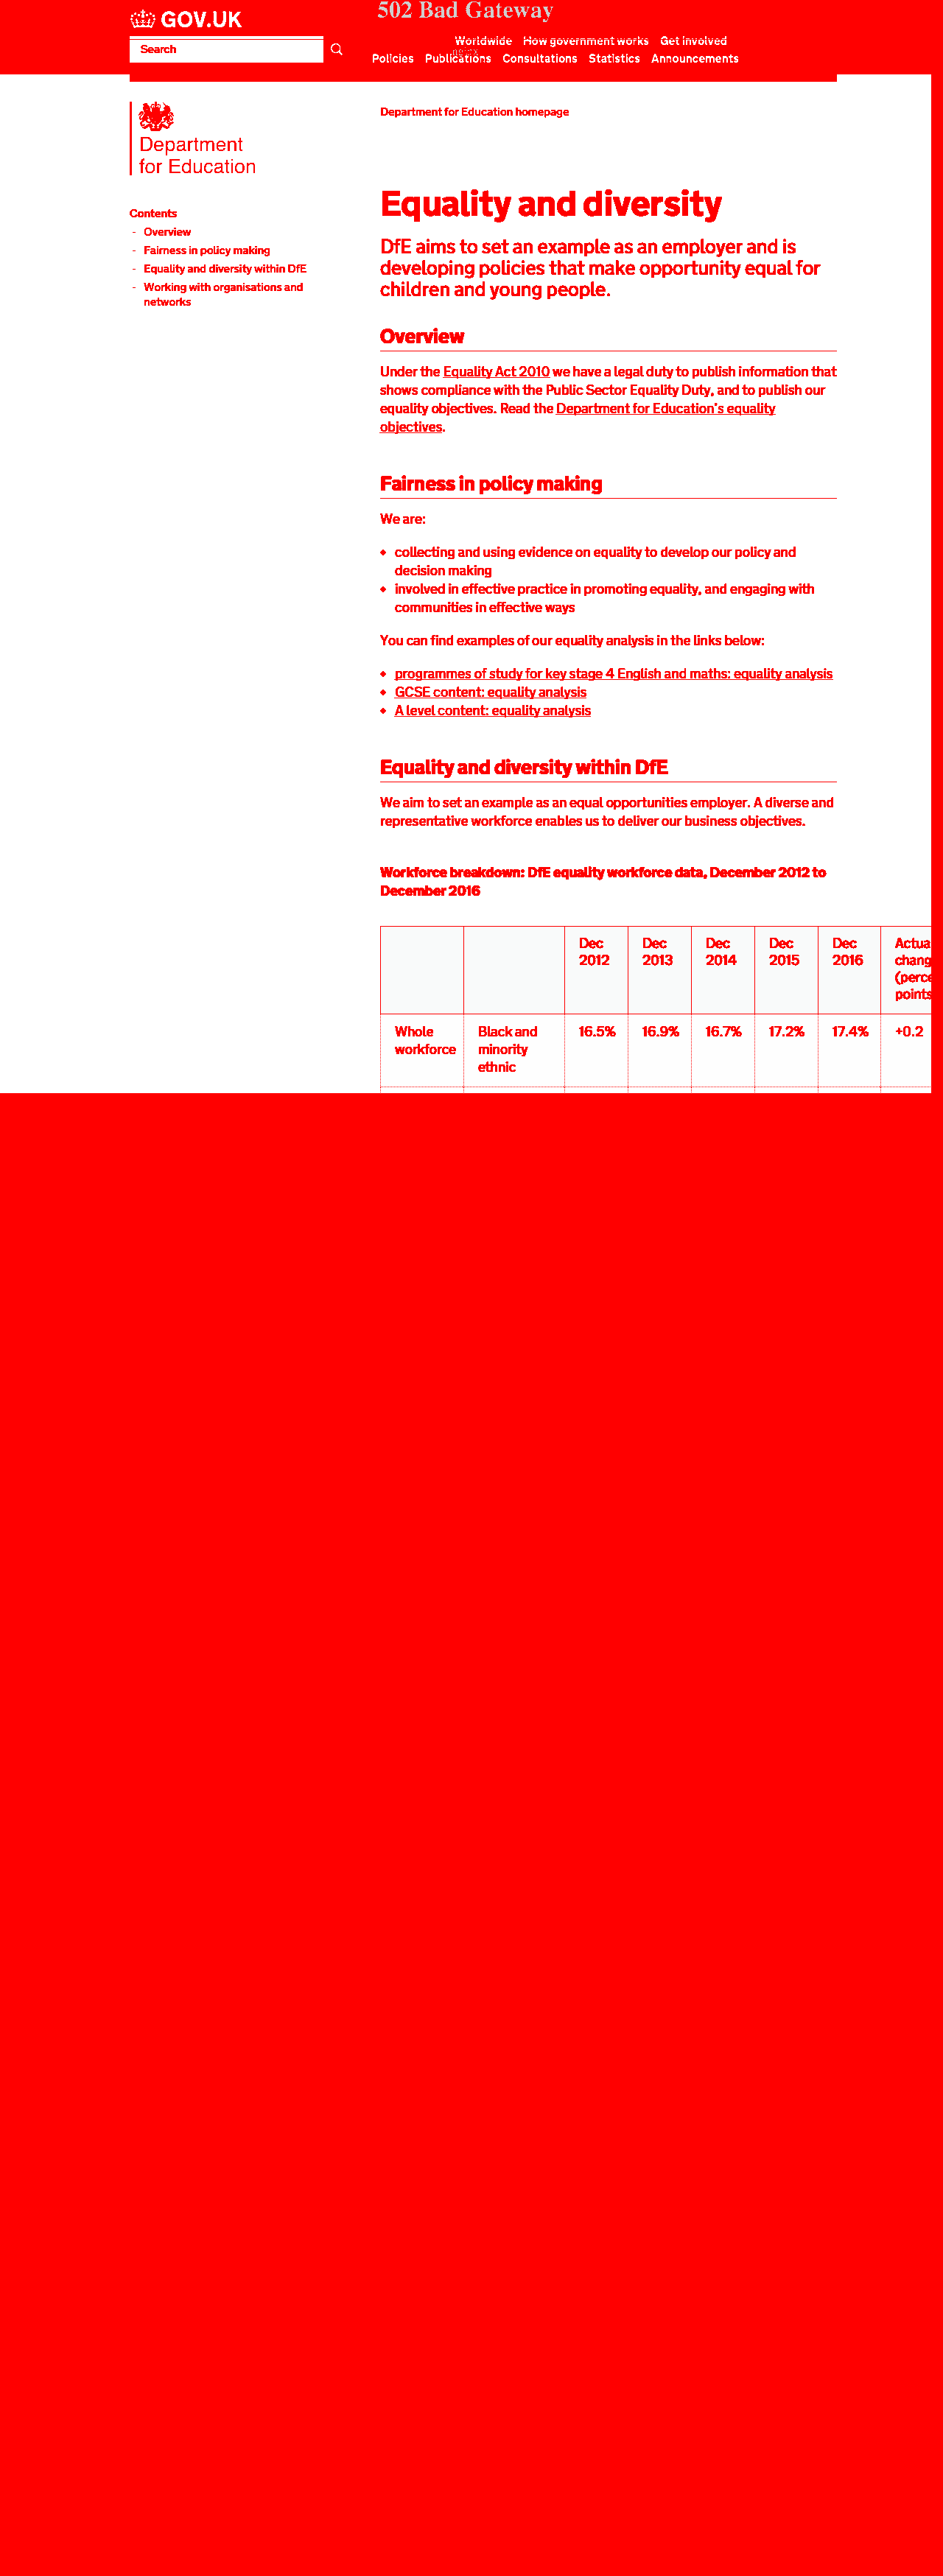 502 Bad Gateway
GOV.UK
Search
Worldwide How government works Get involved
Policies Publications Consultations Statistics Announcements
Department for Education homepage
Department
for Education
Contents
- Overview
- Fairness in policy making
- Equality and diversity within DfE
- Working with organisations and
networks
Equality and diversity
DfE aims to set an example as an employer and is
developing policies that make opportunity equal for
children and young people.
Overview
Under the Equality Act 2010 we have a legal duty to publish information that
shows compliance with the Public Sector Equality Duty, and to publish our
equality objectives. Read the Department for Education's equality
objectives.
Fairness in policy making
We are:
collecting and using evidence on equality to develop our policy and
decision making
involved in effective practice in promoting equality, and engaging with
communities in effective ways
You can find examples of our equality analysis in the links below:
programmes of study for key stage 4 English and maths: equality analysis
GCSE content: equality analysis
A level content: equality analysis
Equality and diversity within DfE
We aim to set an example as an equal opportunities employer. A diverse and
representative workforce enables us to deliver our business objectives.
Workforce breakdown: DfE equality workforce data, December 2012 to
December 2016
Dec Dec Dec Dec Dec Actua
2012 2013 2014 2015 2016 chang
(perce
points
Whole Black and 16.5% 16.9% 16.7% 17.2% 17.4% +0.2
workforce minority
ethnic